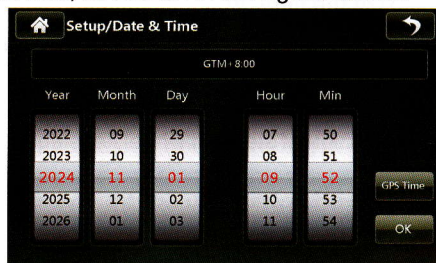 Setup/Date & Time
GTM+8:00
Year Month Day Hour Min
2022 09 29 07 50
2023 10 30 08 51
2024 11 01 09 52
2025 12 02 10 53
2026 01 03 11 54
GPS Time
OK